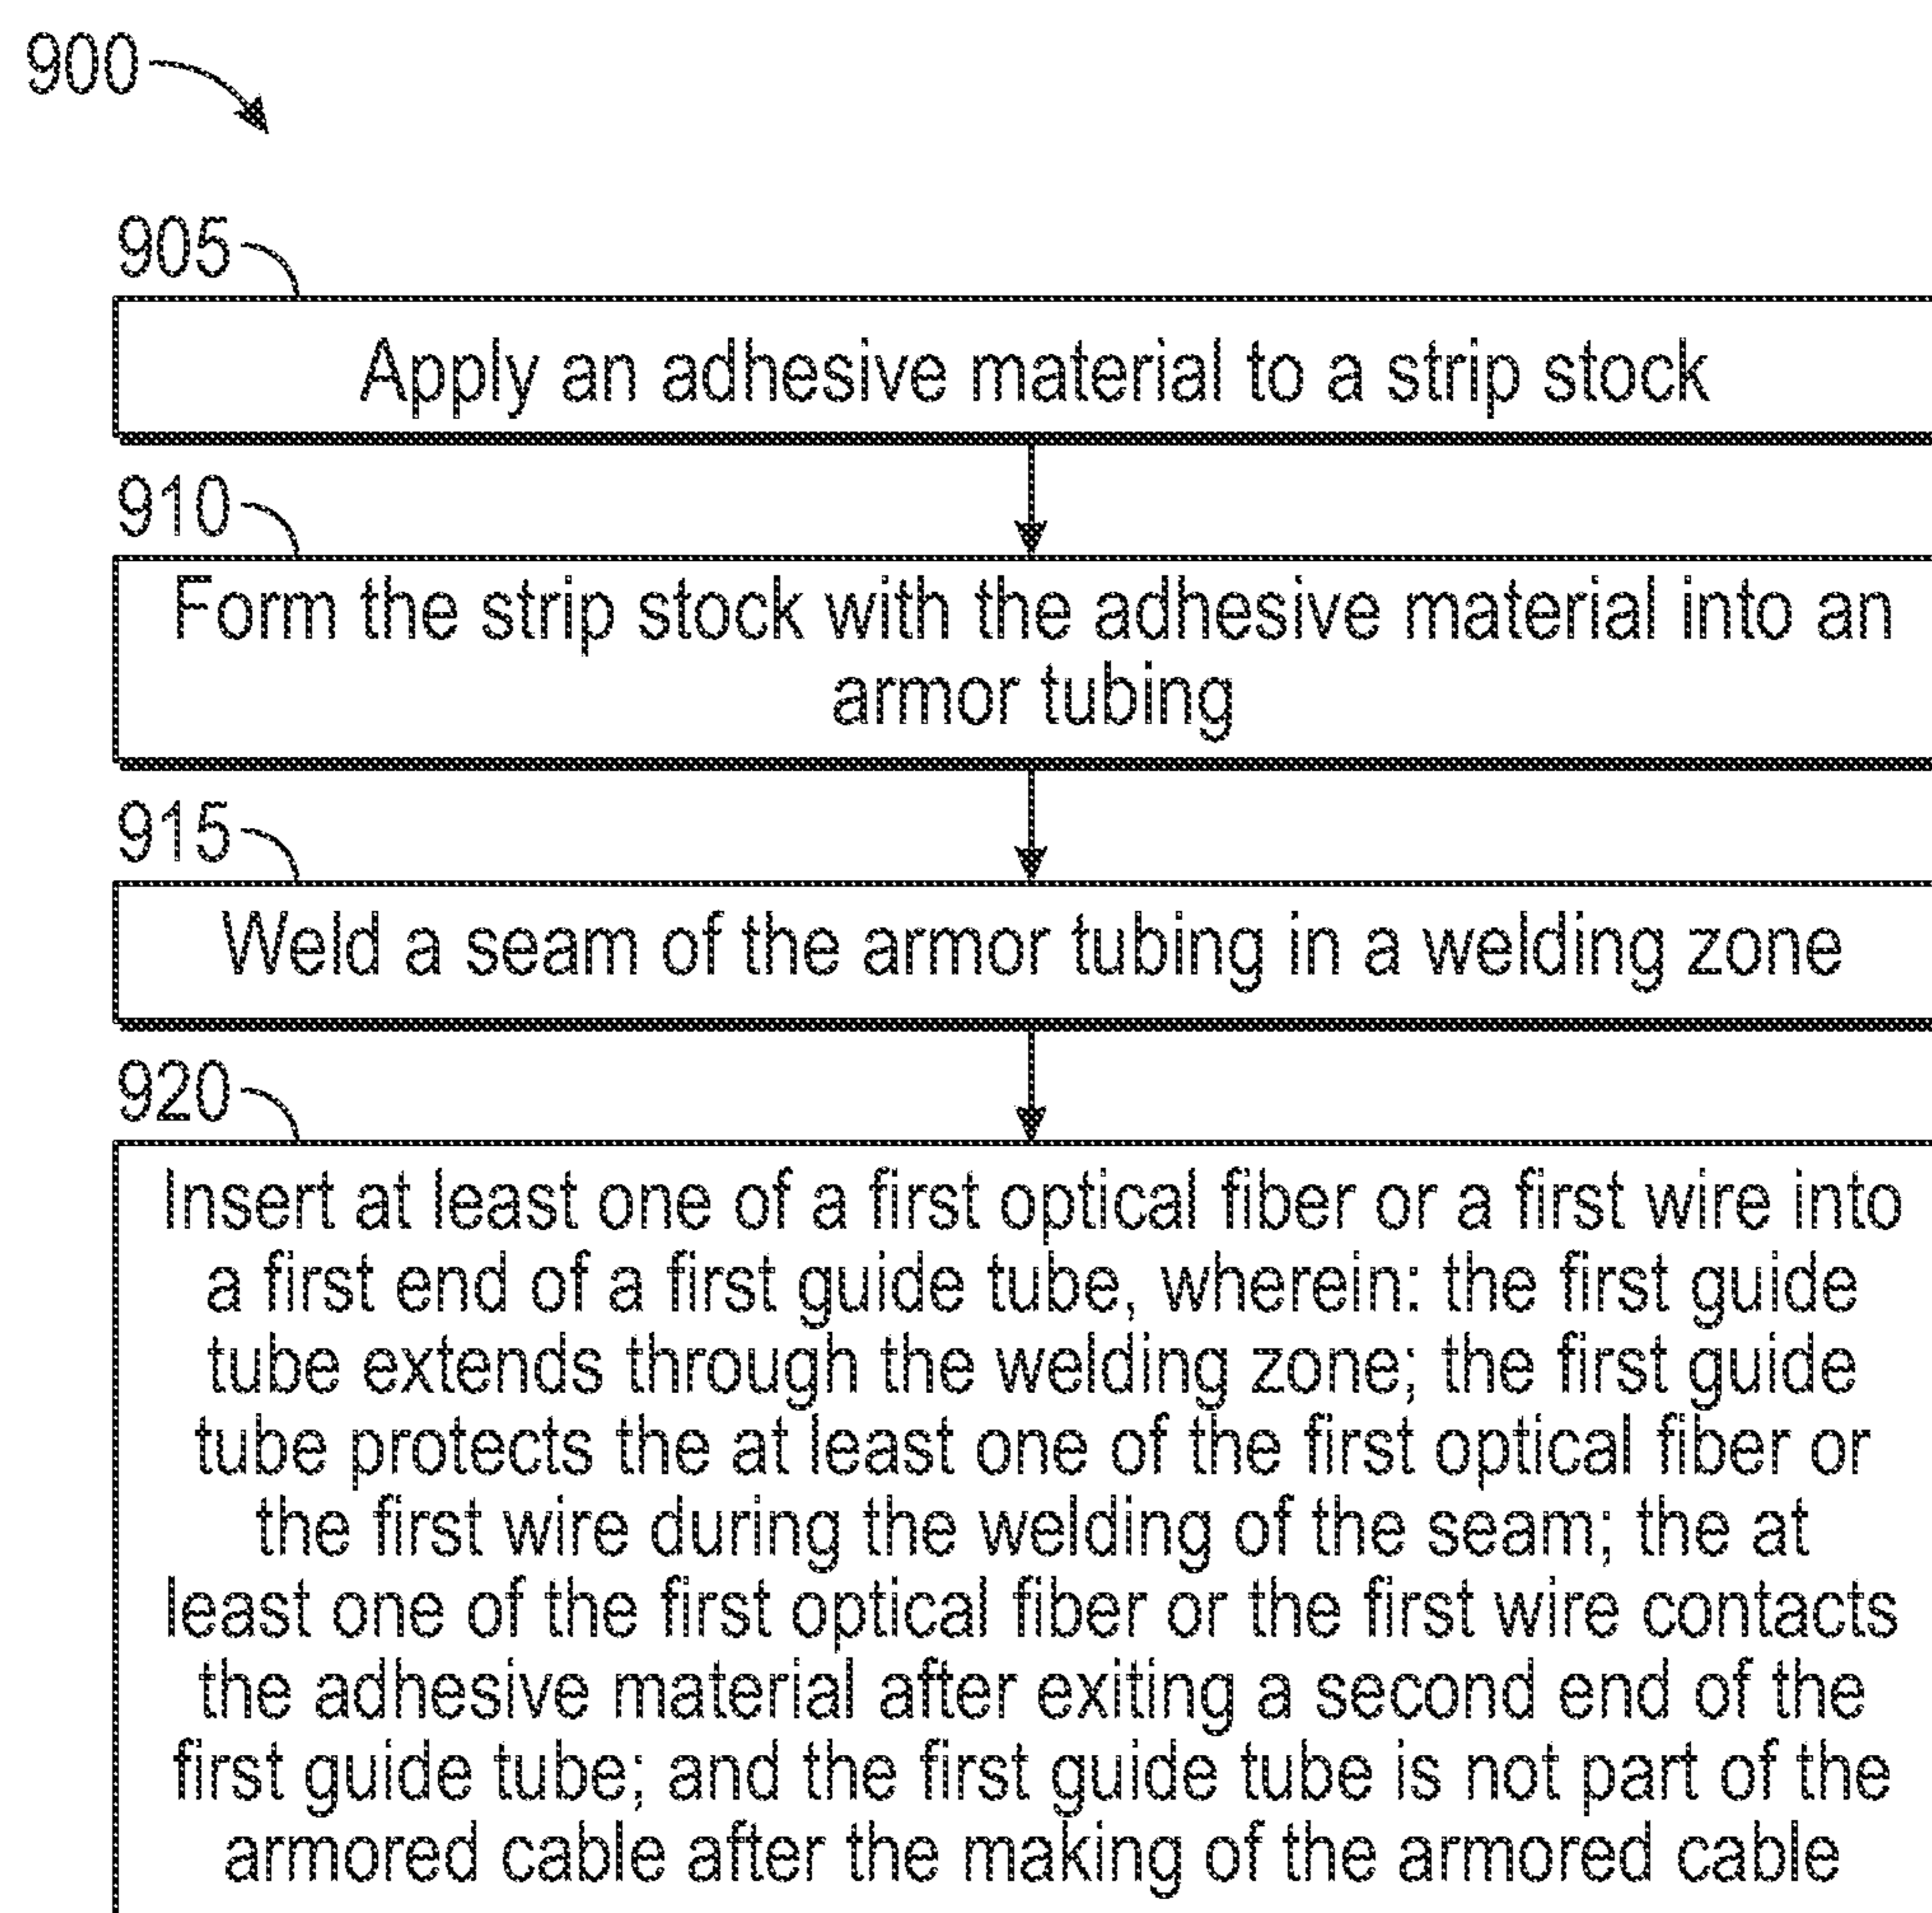 900
905
Apply an adhesive material to a strip stock
910
Form the strip stock with the adhesive material into an
armor tubing
915
Weld a seam of the armor tubing in a welding zone
920
Insert at least one of a first optical fiber or a first wire into
a first end of a first guide tube, wherein: the first guide
tube extends through the welding zone; the first guide
tube protects the at least one of the first optical fiber or
the first wire during the welding of the seam; the at
least one of the first optical fiber or the first wire contacts
the adhesive material after exiting a second end of the
first guide tube; and the first guide tube is not part of the
armored cable after the making of the armored cable